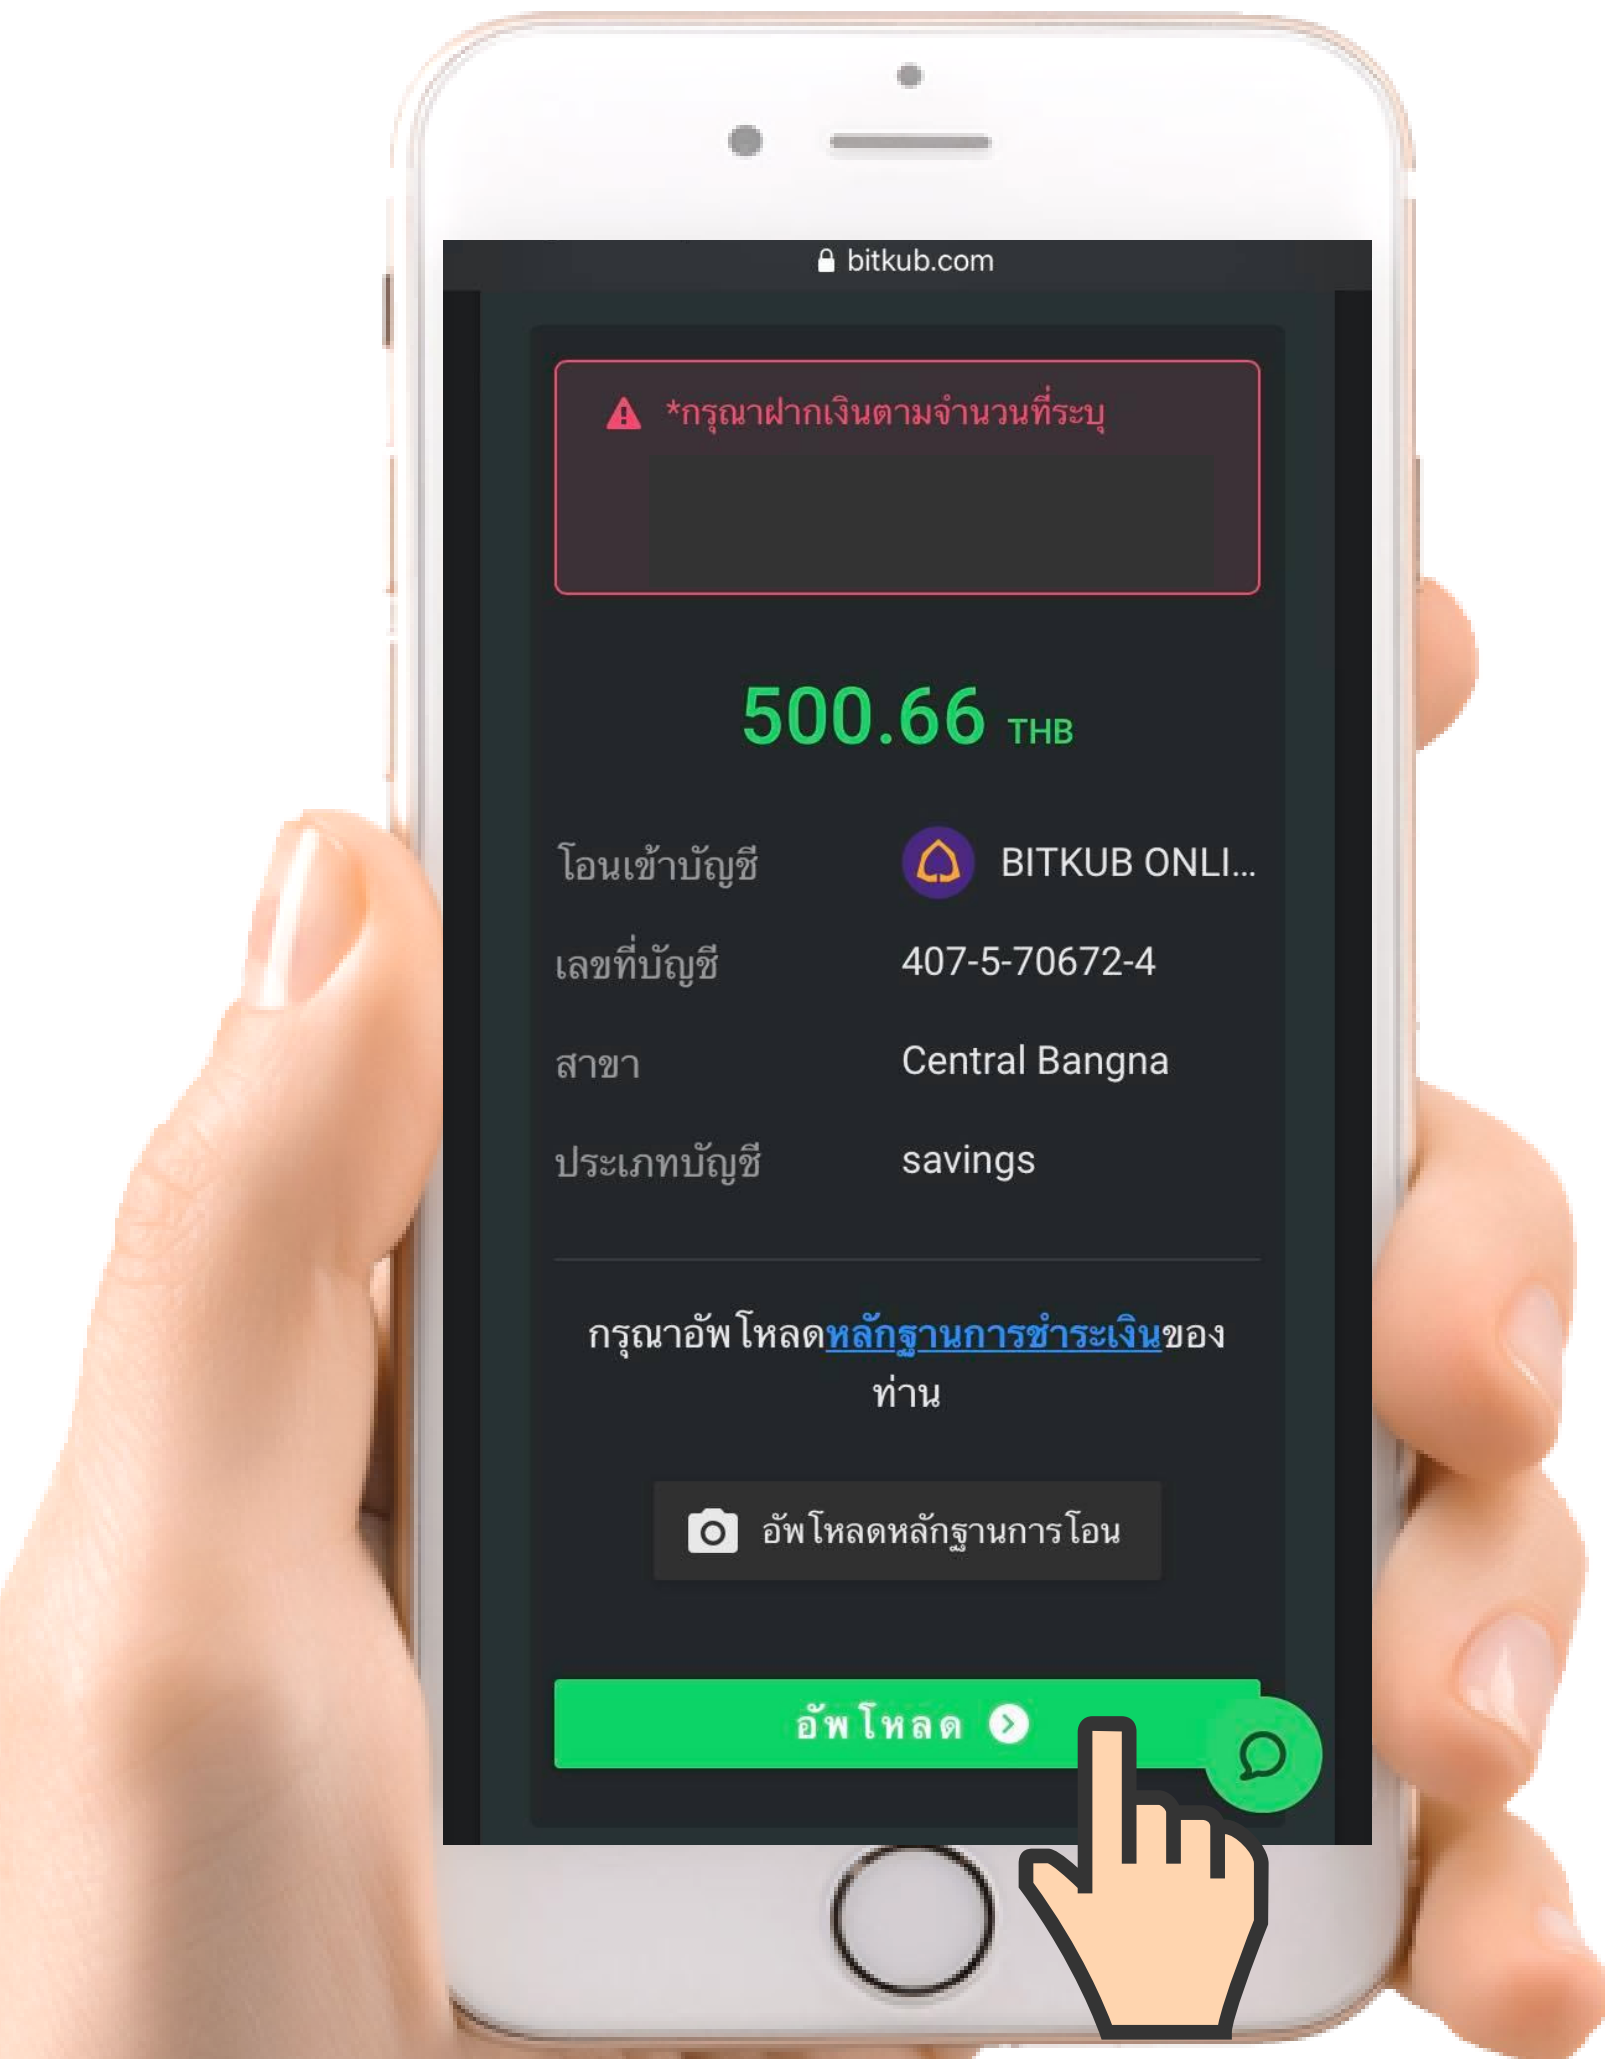 bitkub.com
*กรุณาฝากเงินตามจำนวนที่ระบุ
500.66 THB
โอนเข้าบัญชี BITKUB ONLI...
เลขที่บัญชี 407-5-70672-4
สาขา Central Bangna
ประเภทบัญชี savings
กรุณาอัพโหลดหลักฐานการชำระเงินของ
ท่าน
อัพโหลดหลักฐานการโอน
อัพโหลด